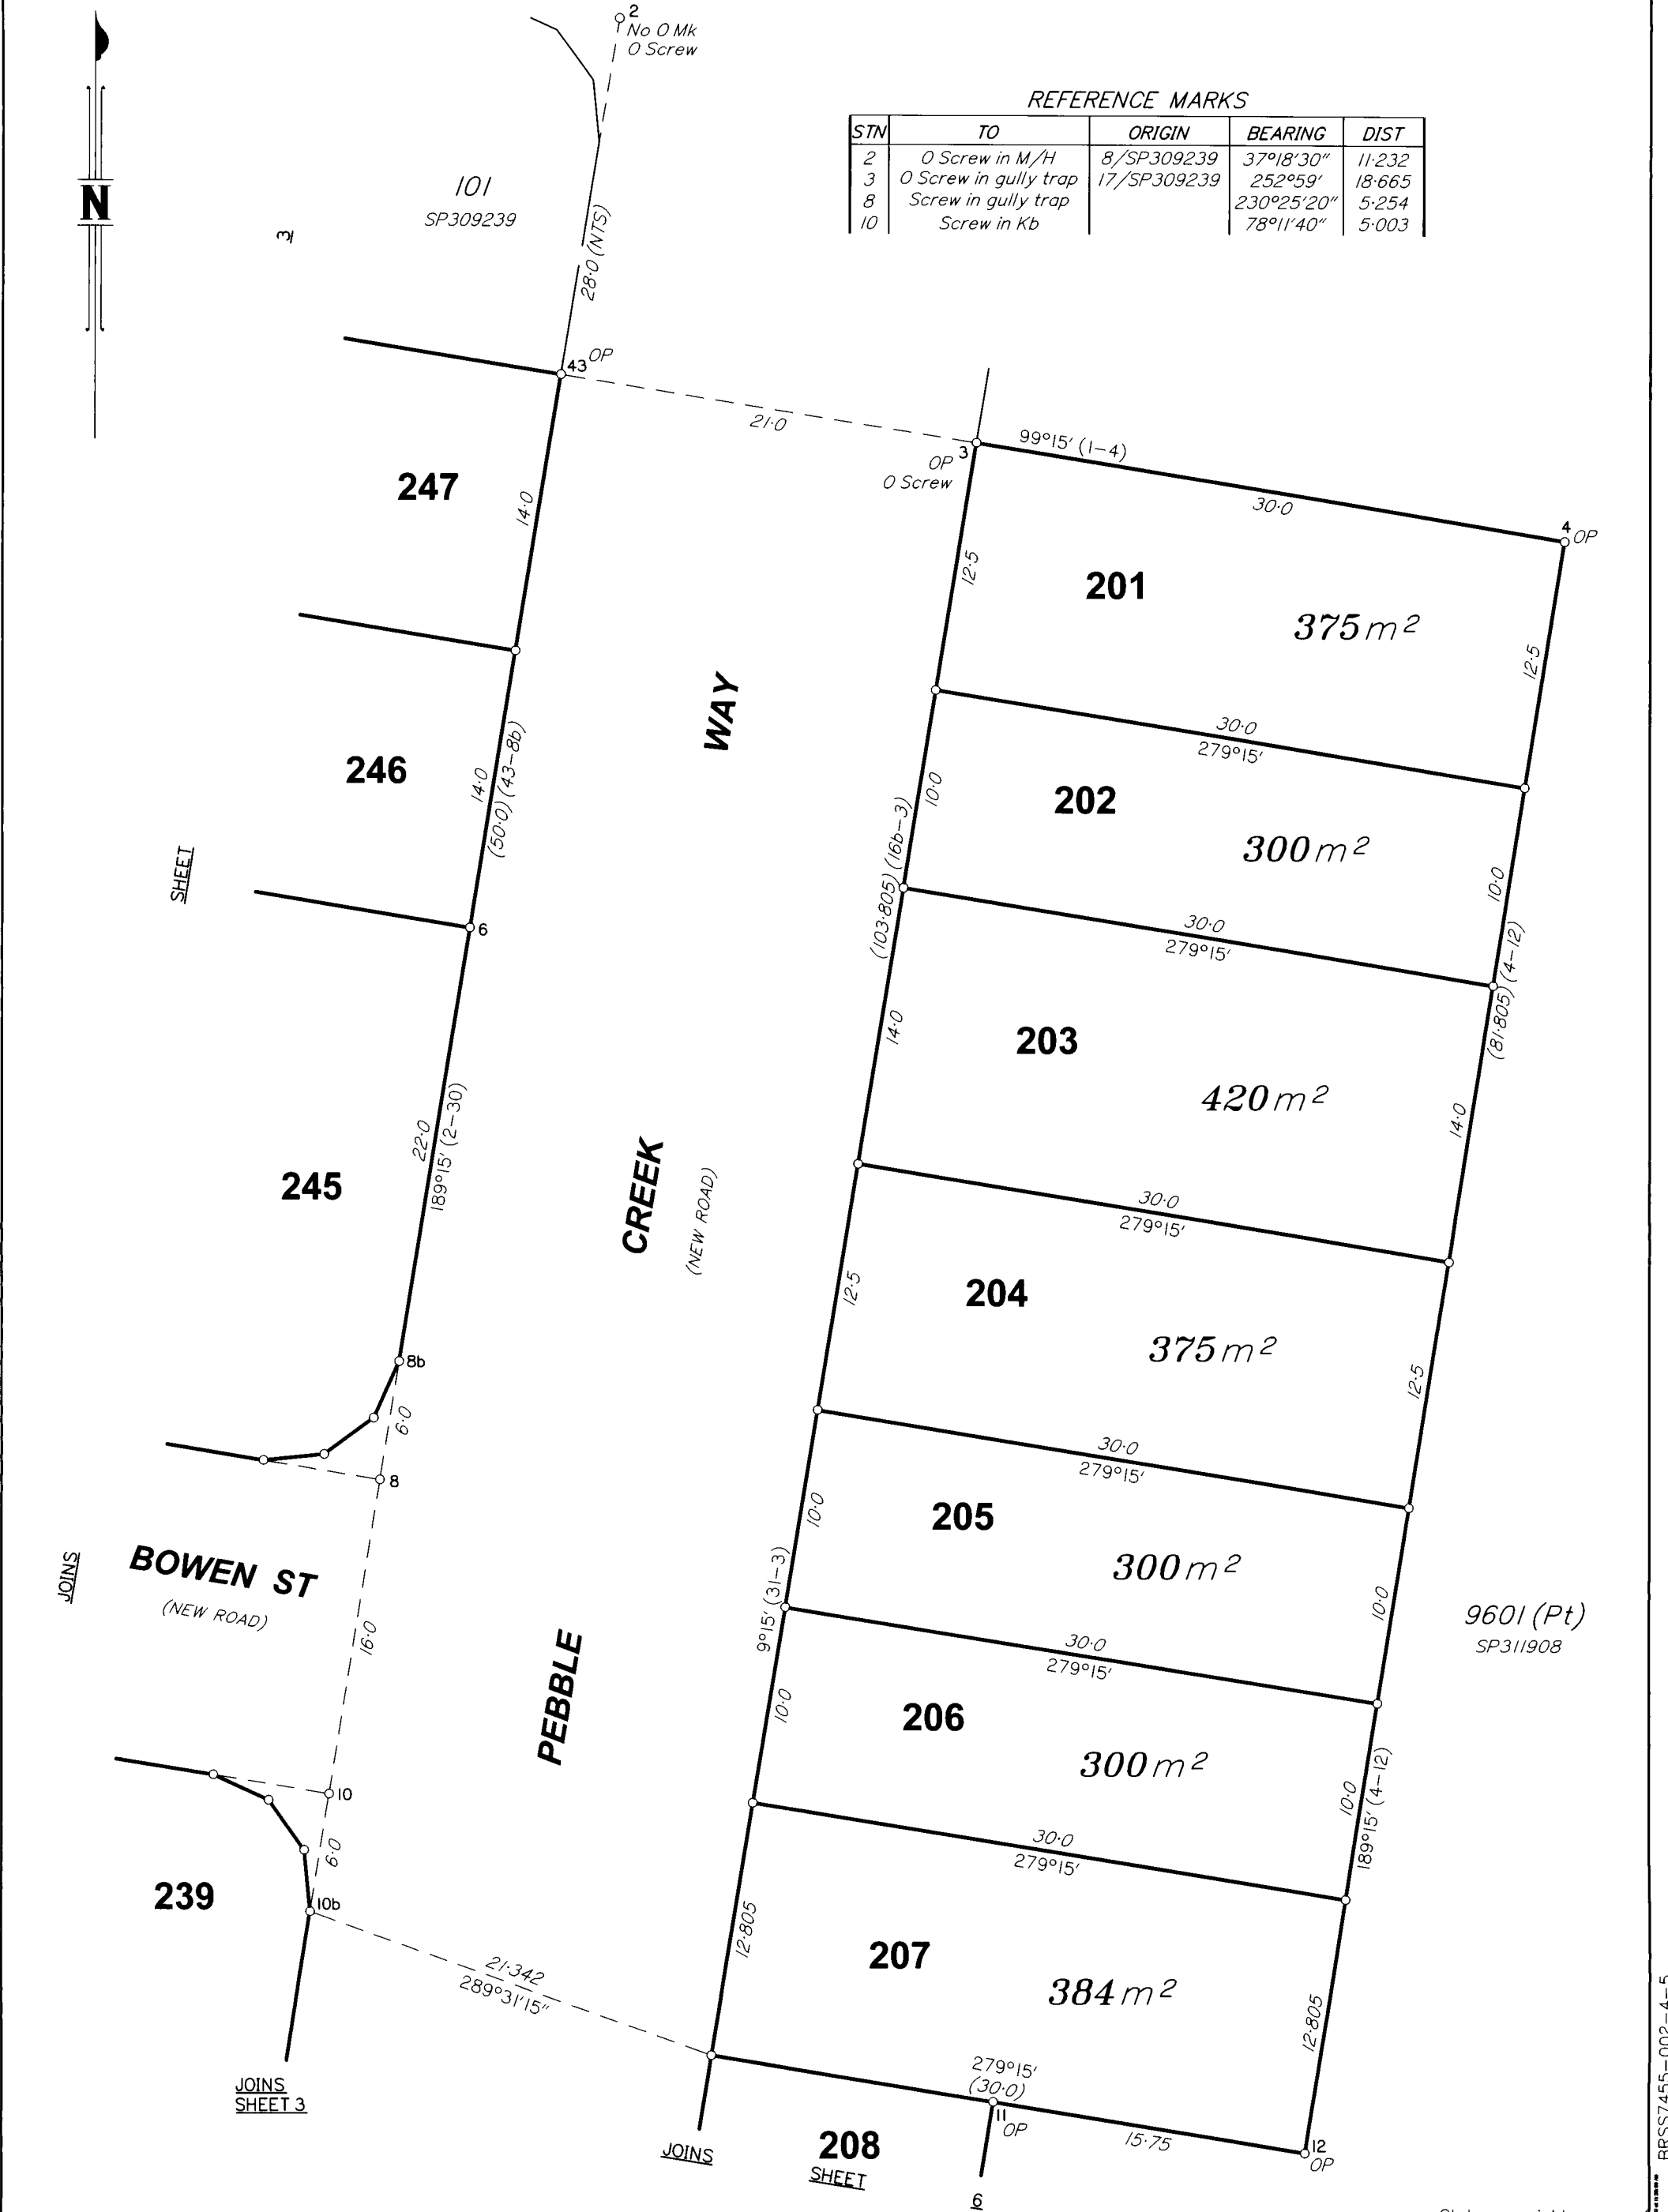 2
No O Mk
O Screw
N
REFERENCE MARKS
STN TO ORIGIN BEARING DIST
2 O Screw in M/H 8/SP309239 37°18'30" 11·232
3 O Screw in gully trap 17/SP309239 252°59' 18·665
8 Screw in gully trap 230°25'20" 5·254
10 Screw in Kb 78°11'40" 5·003
101
SP309239
3
28·0 (NTS)
43 OP
21·0
3
OP
O Screw
99°15' (1-4)
30·0
4 OP
247
14·0
12·5
201
375 m²
12·5
WAY
30·0
279°15'
246
14·0
(50·0) (43-8b)
10·0
202
300 m²
10·0
SHEET
(103·805) (16b-3)
6
30·0
279°15'
(81·805) (4-12)
14·0
203
420 m²
14·0
245
22·0
189°15' (2-30)
CREEK
(NEW ROAD)
30·0
279°15'
12·5
204
375 m²
12·5
8b
6·0
8
30·0
279°15'
10·0
205
300 m²
10·0
JOINS
BOWEN ST
(NEW ROAD)
16·0
9°15' (31-3)
PEBBLE
30·0
279°15'
9601 (Pt)
SP311908
10·0
206
300 m²
10·0
189°15' (4-12)
10
6·0
30·0
279°15'
239
10b
21·342
289°31'15"
12·805
207
384 m²
12·805
JOINS
SHEET 3
279°15'
(30·0)
11
OP
15·75
12
OP
JOINS
208
SHEET
6
BRSS7455-002-4-5